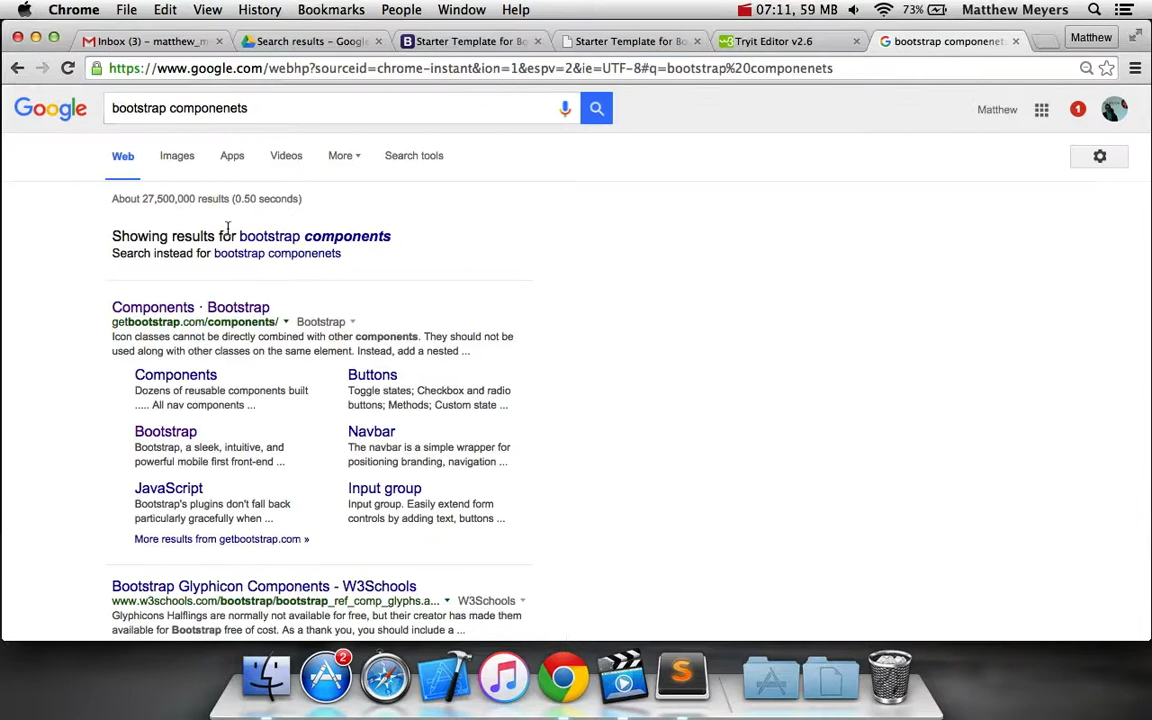 Chrome File Edit View History Bookmarks People Window Help 07:11, 59 MB 73% Matthew Meyers
Inbox (3) – matthew_m Search results - Google Starter Template for Bo Starter Template for Bo Tryit Editor v2.6 bootstrap componenets Matthew
https://www.google.com/webhp?sourceid=chrome-instant&ion=1&espv=2&ie=UTF-8#q=bootstrap%20componenets
Google bootstrap componenets Matthew 1
Web Images Apps Videos More Search tools
About 27,500,000 results (0.50 seconds)
Showing results for bootstrap components
Search instead for bootstrap componenets
Components · Bootstrap
getbootstrap.com/components/ Bootstrap
Icon classes cannot be directly combined with other components. They should not be
used along with other classes on the same element. Instead, add a nested ...
Components Buttons
Dozens of reusable components built Toggle states; Checkbox and radio
..... All nav components ... buttons; Methods; Custom state ...
Bootstrap Navbar
Bootstrap, a sleek, intuitive, and The navbar is a simple wrapper for
powerful mobile first front-end ... positioning branding, navigation ...
JavaScript Input group
Bootstrap's plugins don't fall back Input group. Easily extend form
particularly gracefully when ... controls by adding text, buttons ...
More results from getbootstrap.com »
Bootstrap Glyphicon Components - W3Schools
www.w3schools.com/bootstrap/bootstrap_ref_comp_glyphs.a... W3Schools
Glyphicons Halflings are normally not available for free, but their creator has made them
available for Bootstrap free of cost. As a thank you, you should include a ...
2